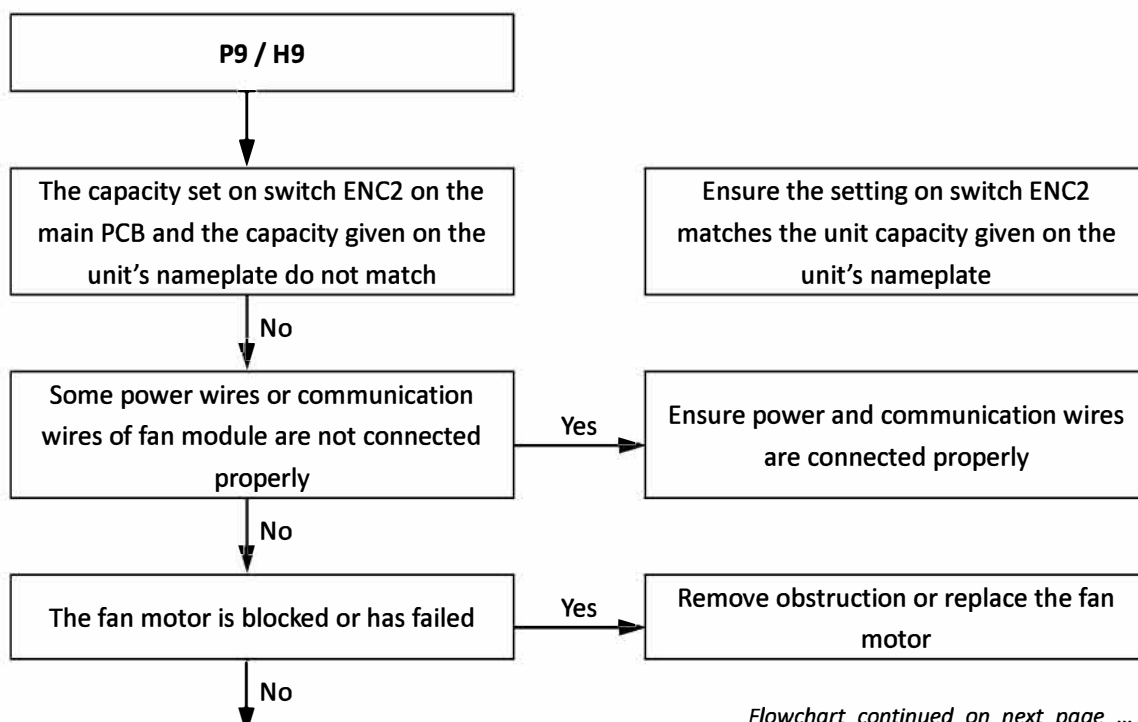 P9 / H9
The capacity set on switch ENC2 on the
main PCB and the capacity given on the
unit’s nameplate do not match
Ensure the setting on switch ENC2
matches the unit capacity given on the
unit’s nameplate
No
Some power wires or communication
wires of fan module are not connected
properly
Yes
Ensure power and communication wires
are connected properly
No
The fan motor is blocked or has failed
Yes
Remove obstruction or replace the fan
motor
No
Flowchart continued on next page ...